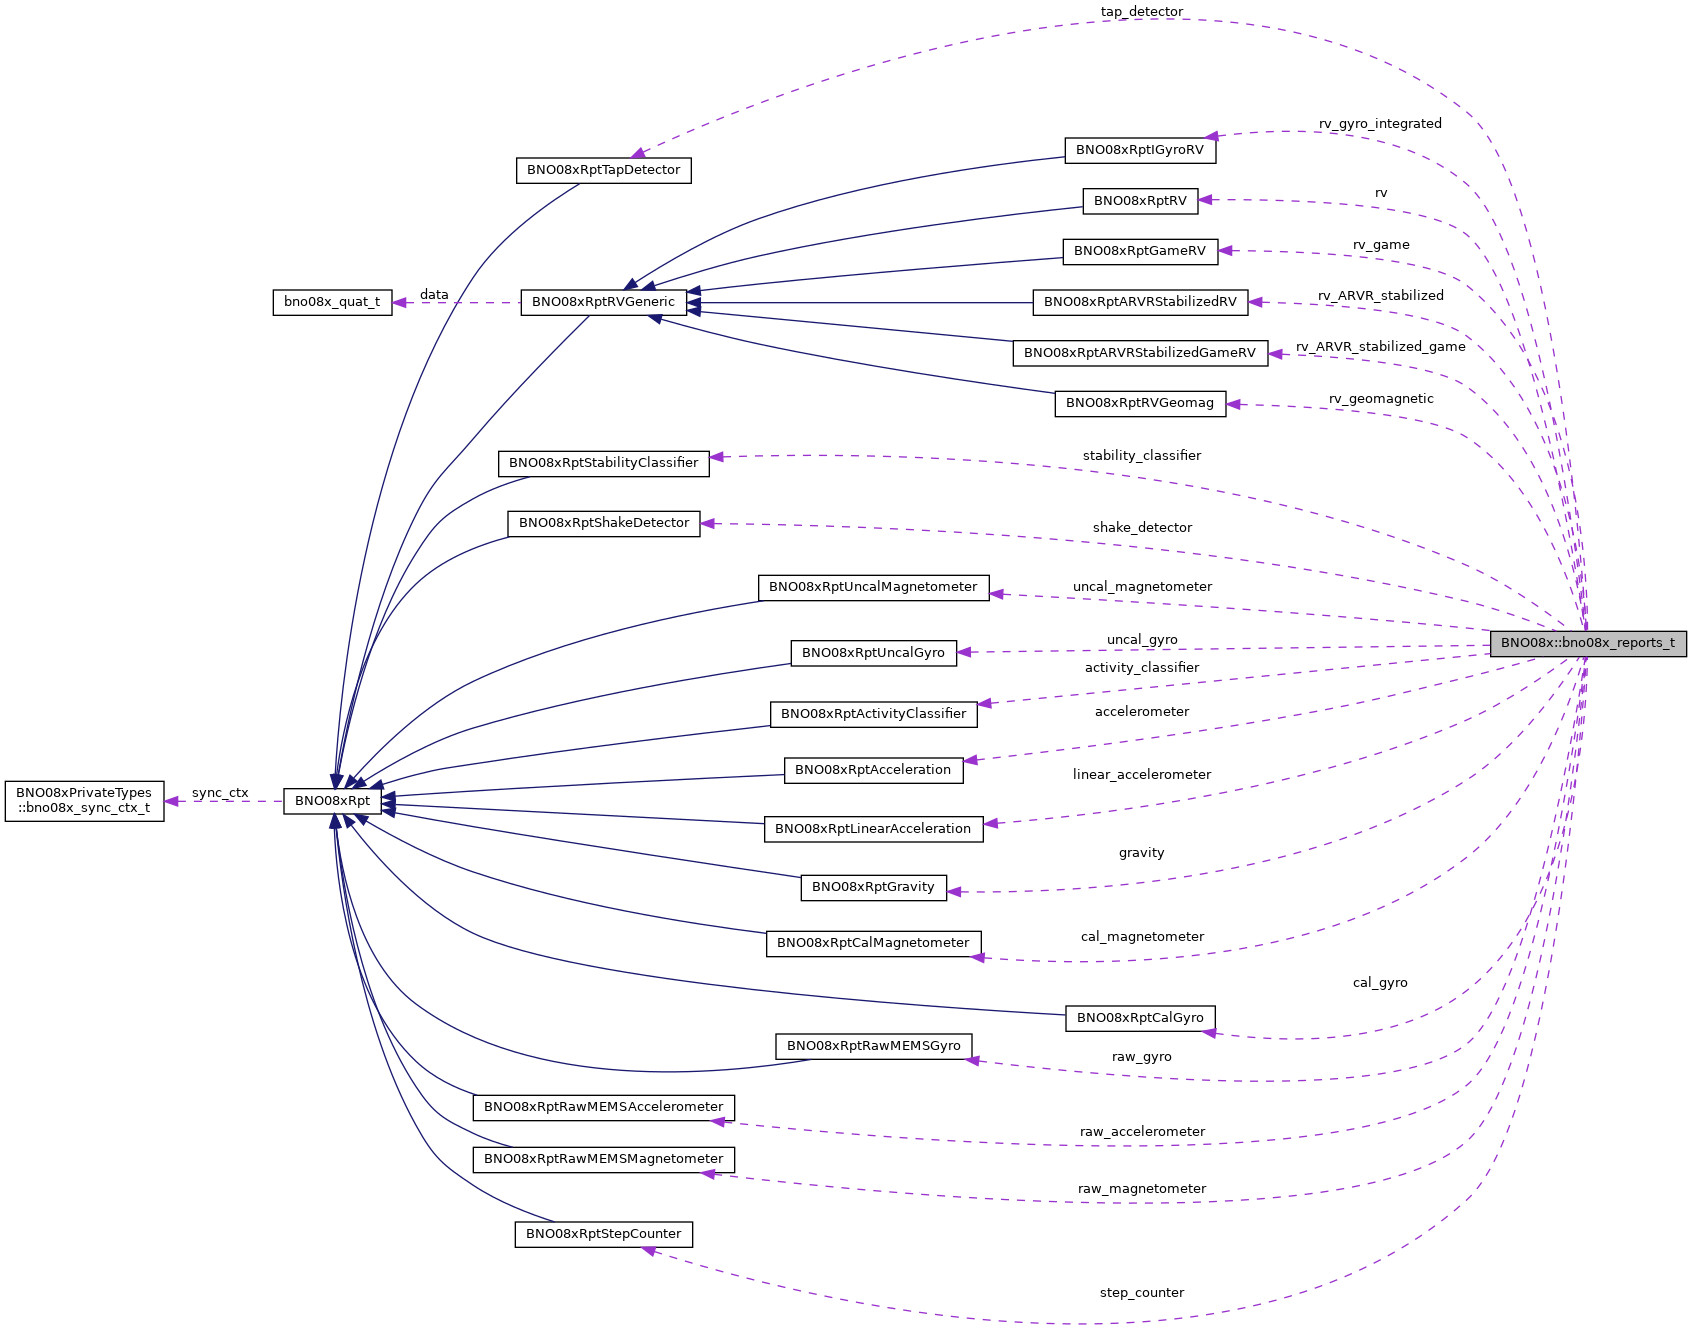 tap_detector
rv_gyro_integrated
BNO08xRptIGyroRV
BNO08xRptTapDetector
rv
BNO08xRptRV
rv_game
BNO08xRptGameRV
bno08x_quat_t
data
BNO08xRptRVGeneric
BNO08xRptARVRStabilizedRV
rv_ARVR_stabilized
BNO08xRptARVRStabilizedGameRV
rv_ARVR_stabilized_game
BNO08xRptRVGeomag
rv_geomagnetic
BNO08xRptStabilityClassifier
stability_classifier
BNO08xRptShakeDetector
shake_detector
BNO08xRptUncalMagnetometer
uncal_magnetometer
BNO08x::bno08x_reports_t
BNO08xRptUncalGyro
uncal_gyro
activity_classifier
BNO08xRptActivityClassifier
accelerometer
BNO08xRptAcceleration
linear_accelerometer
BNO08xPrivateTypes
::bno08x_sync_ctx_t
sync_ctx
BNO08xRpt
BNO08xRptLinearAcceleration
gravity
BNO08xRptGravity
cal_magnetometer
BNO08xRptCalMagnetometer
cal_gyro
BNO08xRptCalGyro
BNO08xRptRawMEMSGyro
raw_gyro
BNO08xRptRawMEMSAccelerometer
raw_accelerometer
BNO08xRptRawMEMSMagnetometer
raw_magnetometer
BNO08xRptStepCounter
step_counter